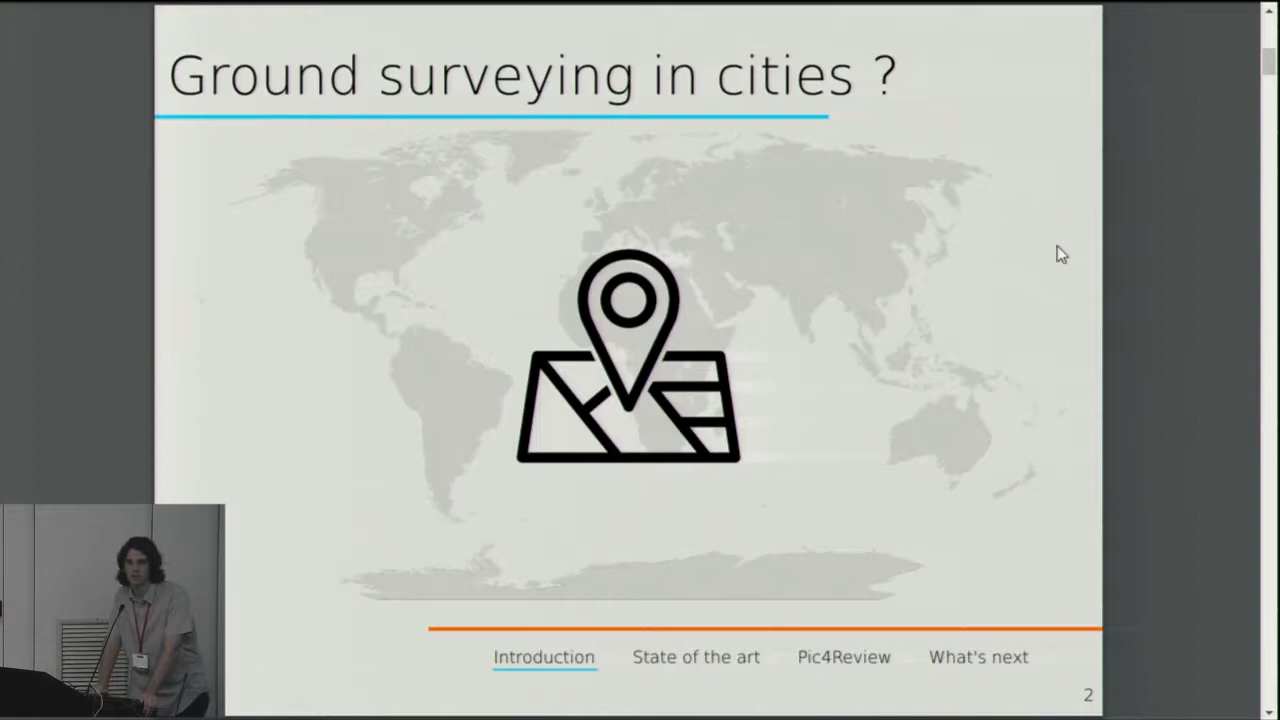 Ground surveying in cities ?
Introduction State of the art Pic4Review What's next
2